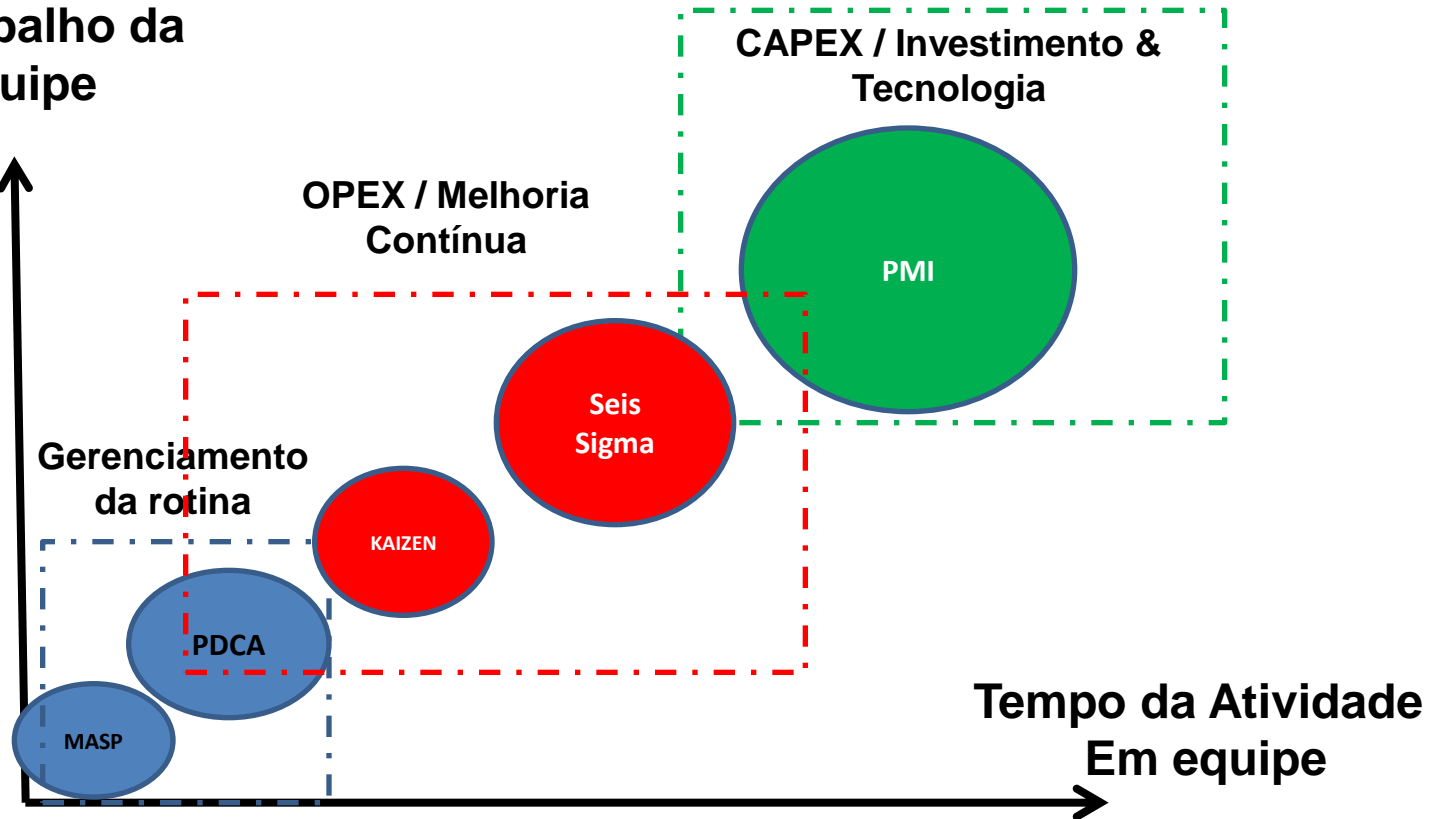 balho da
uipe
CAPEX / Investimento &
Tecnologia
OPEX / Melhoria
Contínua
PMI
Seis
Sigma
Gerenciamento
da rotina
KAIZEN
PDCA
MASP
Tempo da Atividade
Em equipe